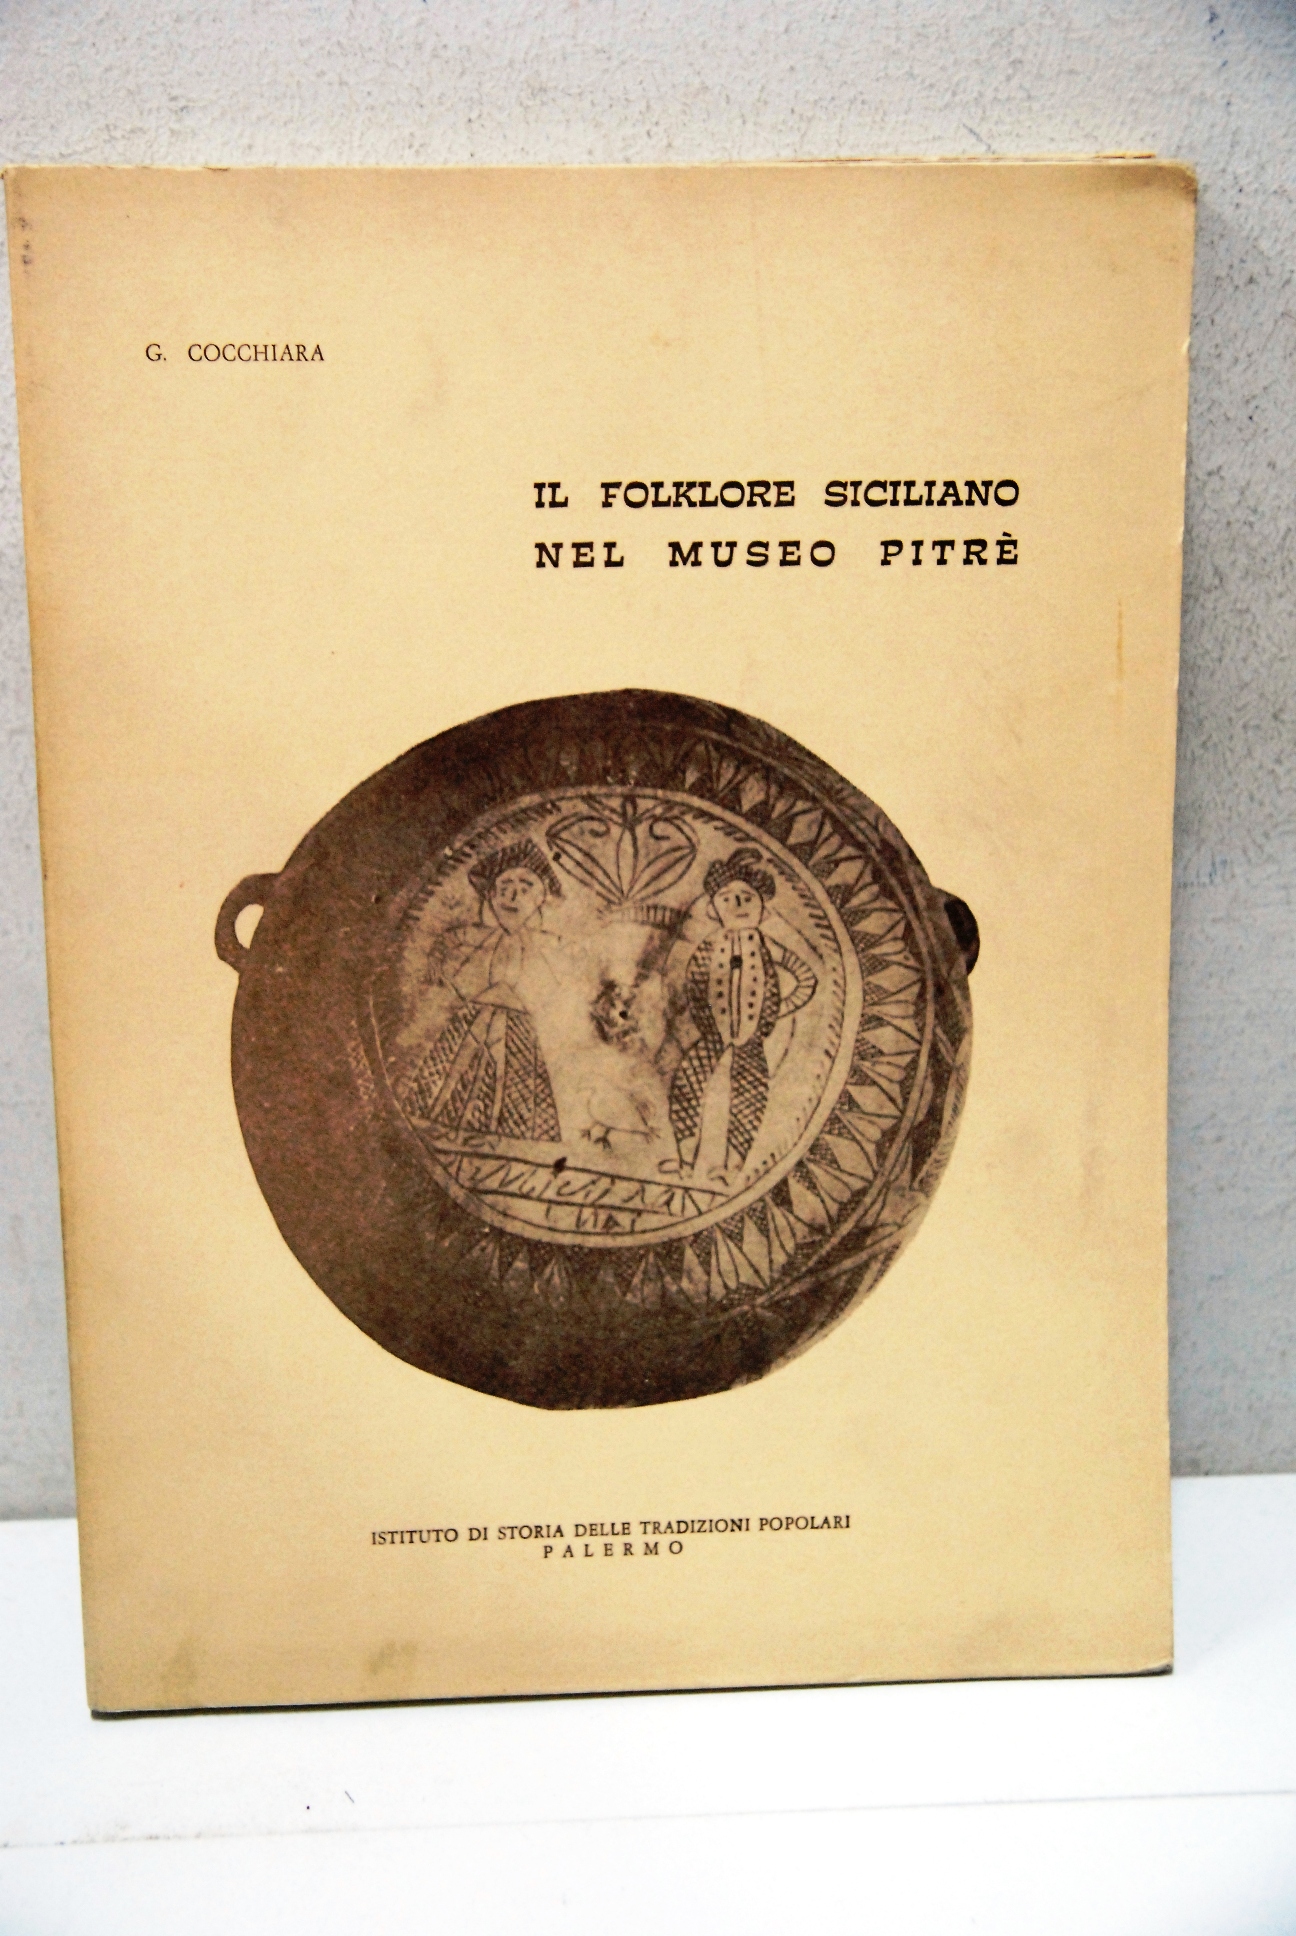 G. COCCHIARA
IL FOLKLORE SICILIANO
NEL MUSEO PITRÈ
ISTITUTO DI STORIA DELLE TRADIZIONI POPOLARI
PALERMO